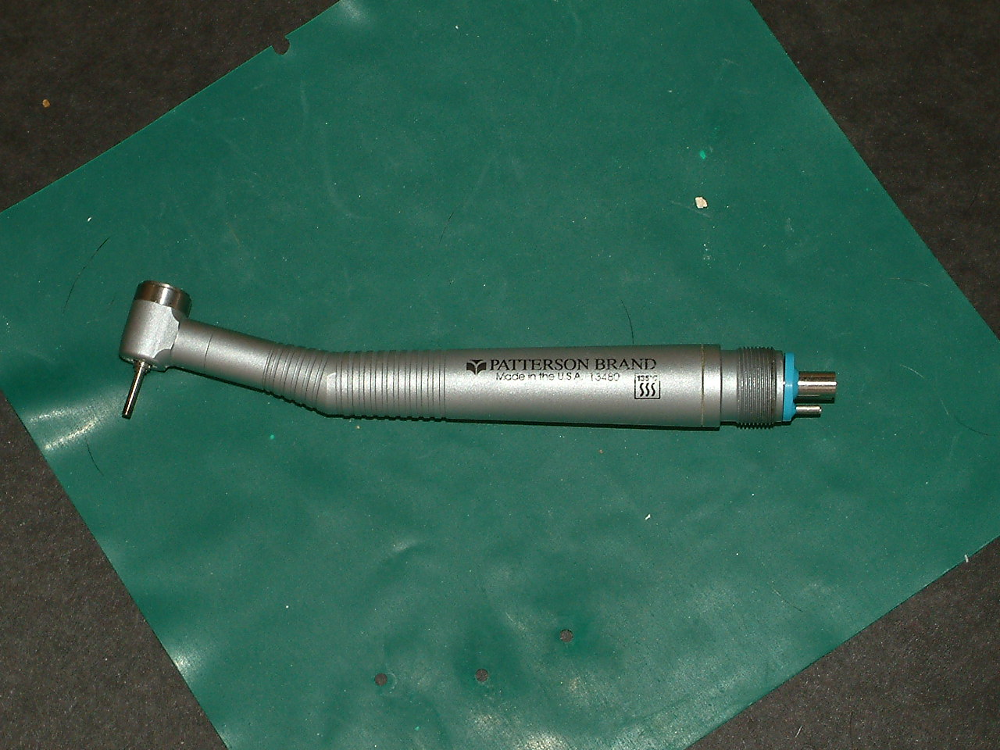 PATTERSON BRAND
Made in the U.S.A. 13480
135°C